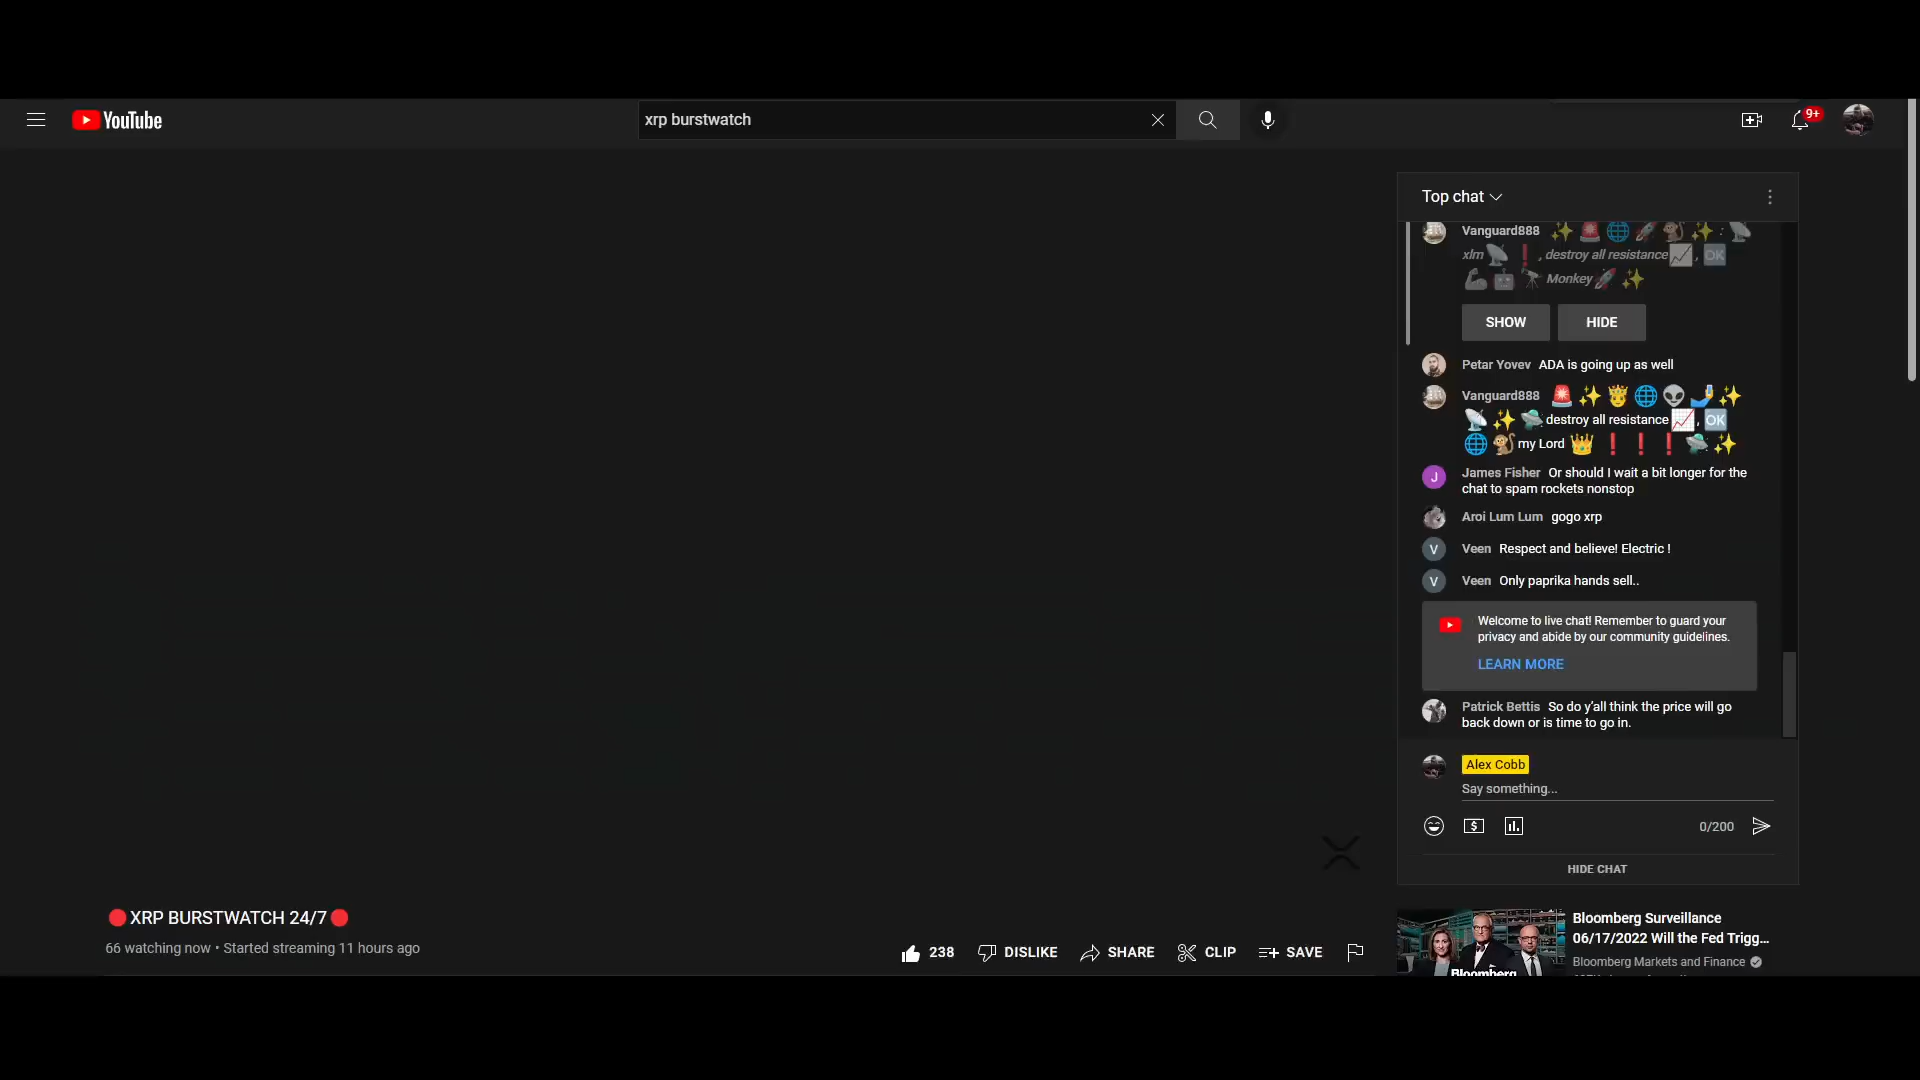 YouTube
xrp burstwatch
9+
Top chat
Vanguard888 ✨🚨🌐🚀🐒✨:📡
xlm📡❗, destroy all resistance📈, 🆗
💪🤖🔭Monkey🚀✨
SHOW HIDE
Petar Yovev ADA is going up as well
Vanguard888 🚨✨🤴🌐👽🤳✨
📡✨🛸destroy all resistance📈, 🆗
🌐🐒my Lord👑❗❗❗🛸✨
James Fisher Or should I wait a bit longer for the
chat to spam rockets nonstop
Aroi Lum Lum gogo xrp
Veen Respect and believe! Electric !
Veen Only paprika hands sell..
Welcome to live chat! Remember to guard your
privacy and abide by our community guidelines.
LEARN MORE
Patrick Bettis So do y'all think the price will go
back down or is time to go in.
Alex Cobb
Say something...
0/200
HIDE CHAT
🔴XRP BURSTWATCH 24/7🔴
66 watching now • Started streaming 11 hours ago
238 DISLIKE SHARE CLIP SAVE
Bloomberg
Bloomberg Surveillance
06/17/2022 Will the Fed Trigg...
Bloomberg Markets and Finance